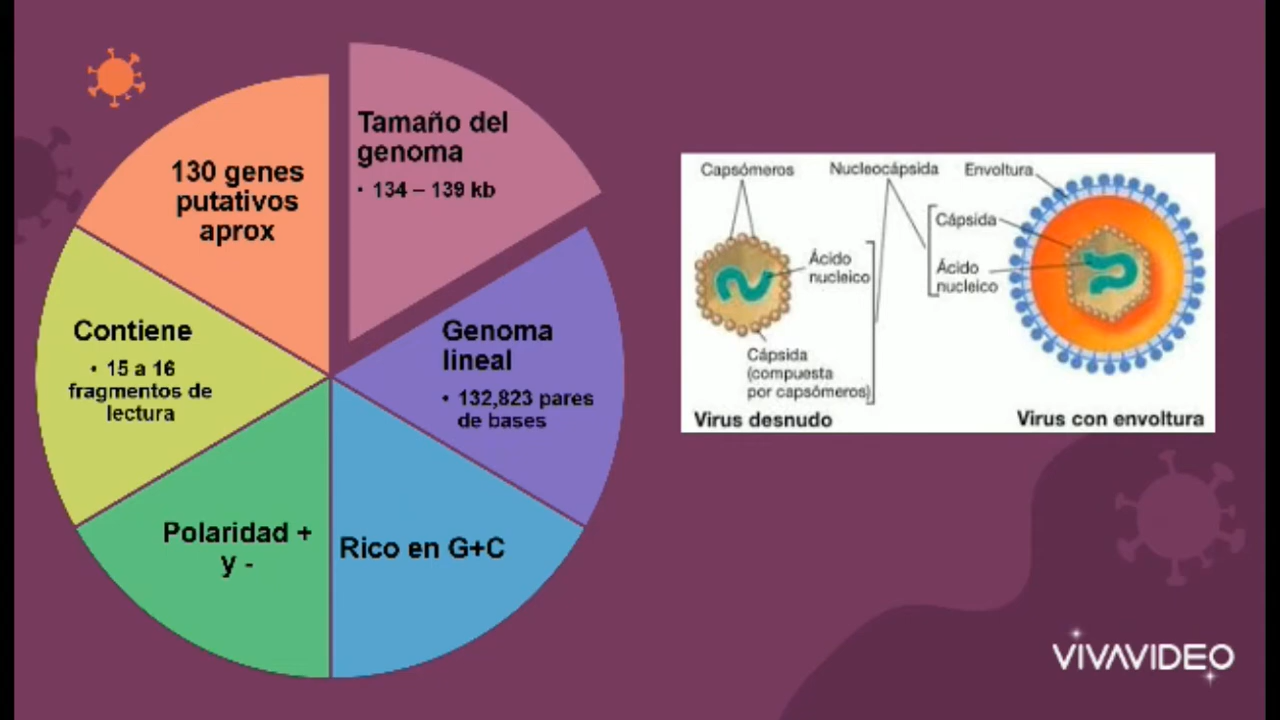 130 genes
putativos
aprox
Tamaño del
genoma
• 134 – 139 kb
Contiene
• 15 a 16
fragmentos de
lectura
Genoma
lineal
• 132,823 pares
de bases
Polaridad +
y -
Rico en G+C
Capsómeros
Nucleocápsida
Envoltura
Cápsida
Ácido
nucleico
Ácido
nucleico
Cápsida
(compuesta
por capsómeros)
Virus desnudo
Virus con envoltura
VIVAVIDEO